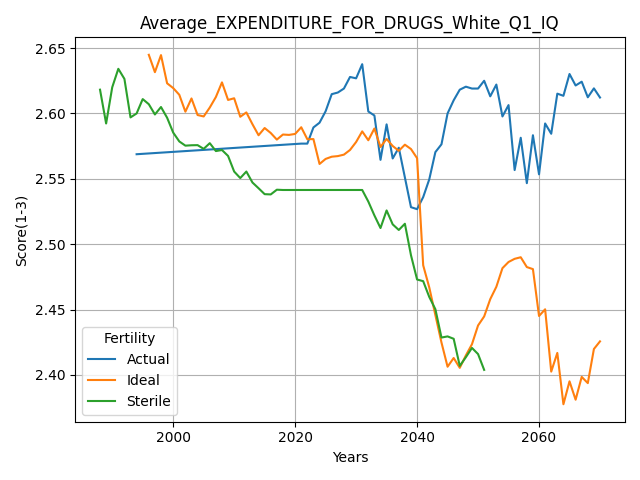 Average_EXPENDITURE_FOR_DRUGS_White_Q1_IQ
2.65
2.60
2.55
2.50
2.45
2.40
Score(1-3)
Fertility
Actual
Ideal
Sterile
2000 2020 2040 2060
Years